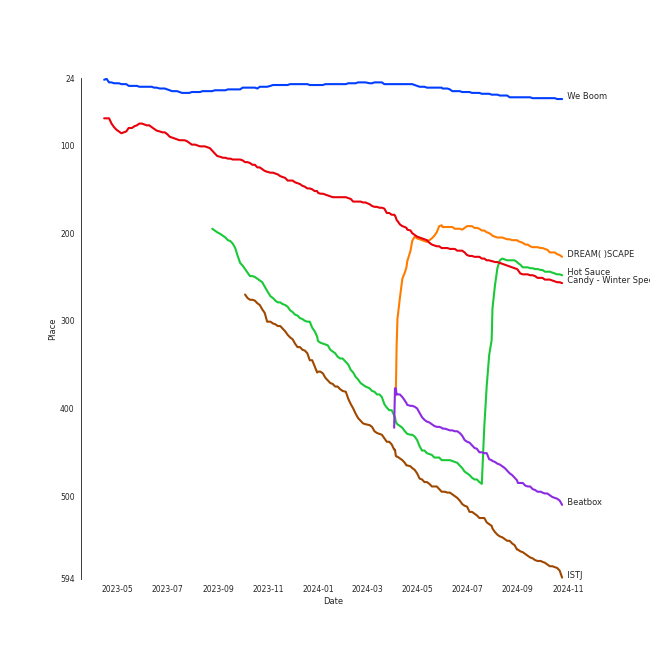 24
100
200
300
400
500
594
Place
We Boom
DREAM( )SCAPE
Hot Sauce
Candy - Winter Spe
Beatbox
ISTJ
2023-05 2023-07 2023-09 2023-11 2024-01 2024-03 2024-05 2024-07 2024-09 2024-11
Date